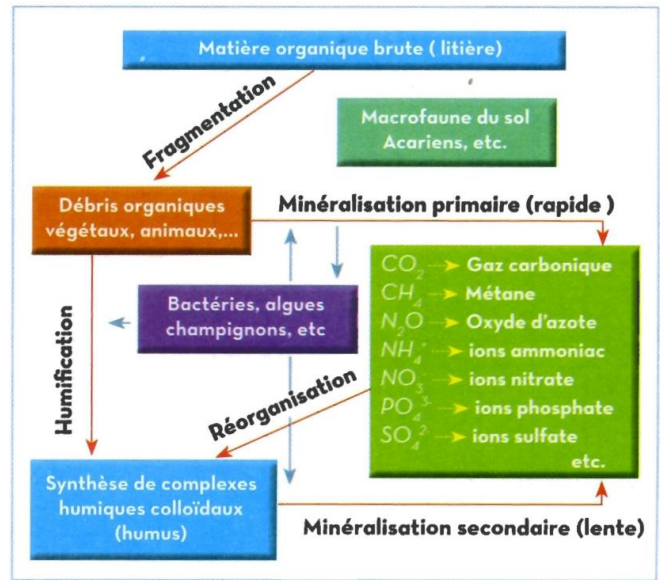 Matière organique brute ( litière)
Fragmentation
Macrofaune du sol
Acariens, etc.
Débris organiques
végétaux, animaux,...
Minéralisation primaire (rapide )
Bactéries, algues
champignons, etc
CO₂ Gaz carbonique
CH₄ Métane
N₂O Oxyde d'azote
NH₄⁺ ions ammoniac
NO₃⁻ ions nitrate
PO₄³⁻ ions phosphate
SO₄²⁻ ions sulfate
etc.
Humification
Réorganisation
Synthèse de complexes
humiques colloïdaux
(humus)
Minéralisation secondaire (lente)